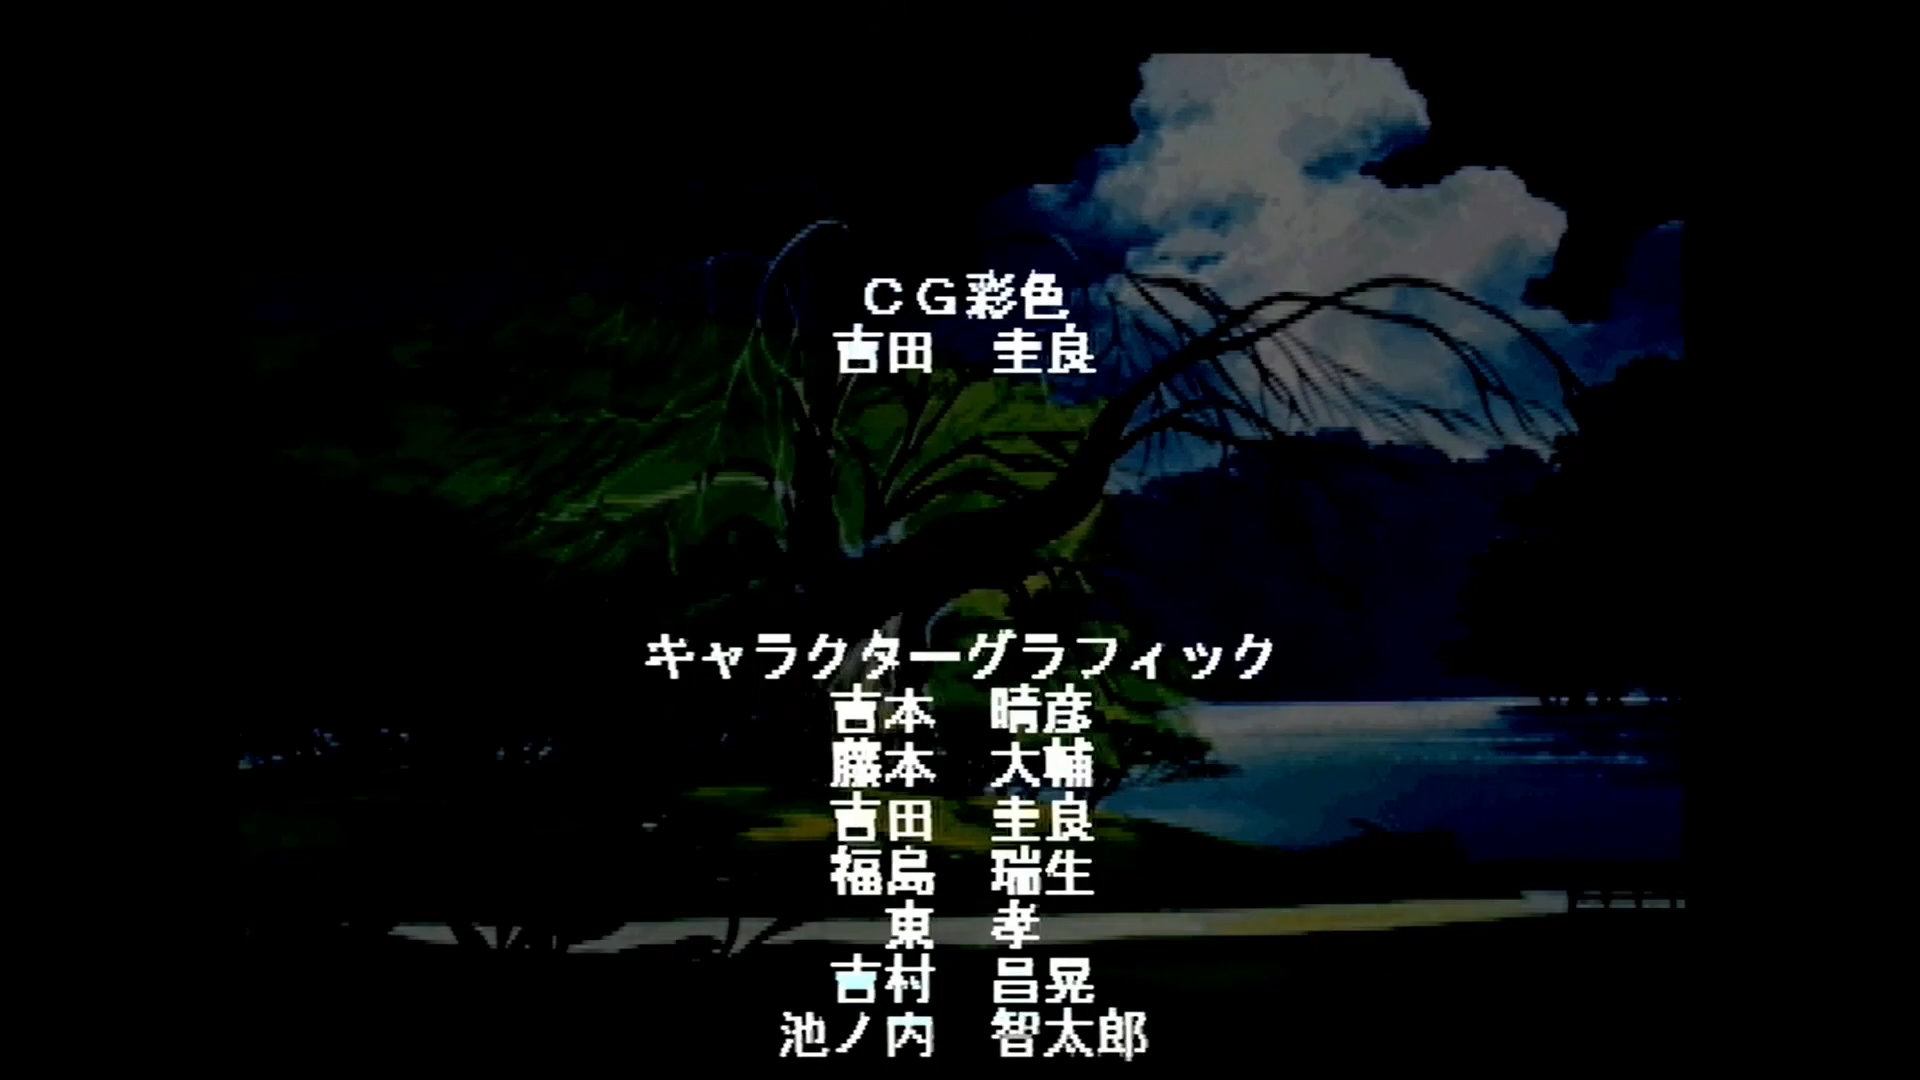 ＣＧ彩色
吉田　圭良
キャラクターグラフィック
吉本　晴彦
藤本　大輔
吉田　圭良
福島　瑞生
東　孝
吉村　昌晃
池ノ内　智太郎